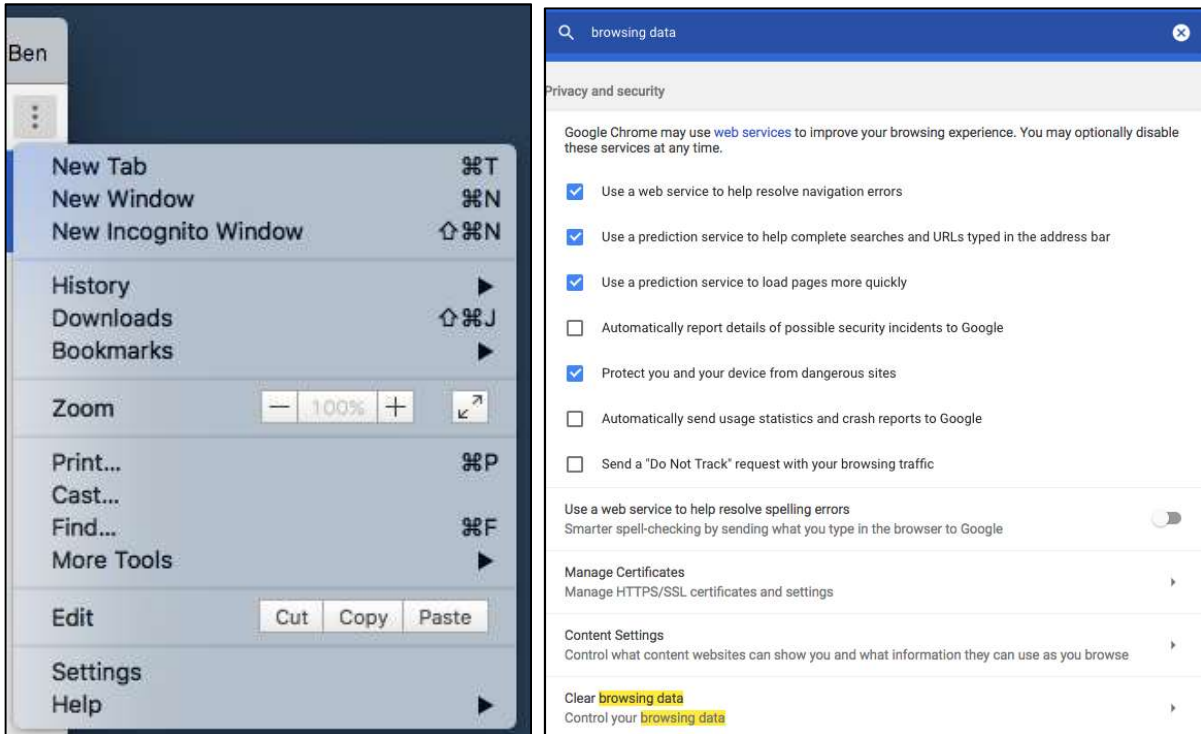 Ben
New Tab ⌘T
New Window ⌘N
New Incognito Window ⇧⌘N
History ▶
Downloads ⇧⌘J
Bookmarks ▶
Zoom — 100% +
Print... ⌘P
Cast...
Find... ⌘F
More Tools ▶
Edit Cut Copy Paste
Settings
Help ▶
browsing data
Privacy and security
Google Chrome may use web services to improve your browsing experience. You may optionally disable
these services at any time.
Use a web service to help resolve navigation errors
Use a prediction service to help complete searches and URLs typed in the address bar
Use a prediction service to load pages more quickly
Automatically report details of possible security incidents to Google
Protect you and your device from dangerous sites
Automatically send usage statistics and crash reports to Google
Send a "Do Not Track" request with your browsing traffic
Use a web service to help resolve spelling errors
Smarter spell-checking by sending what you type in the browser to Google
Manage Certificates
Manage HTTPS/SSL certificates and settings
Content Settings
Control what content websites can show you and what information they can use as you browse
Clear browsing data
Control your browsing data